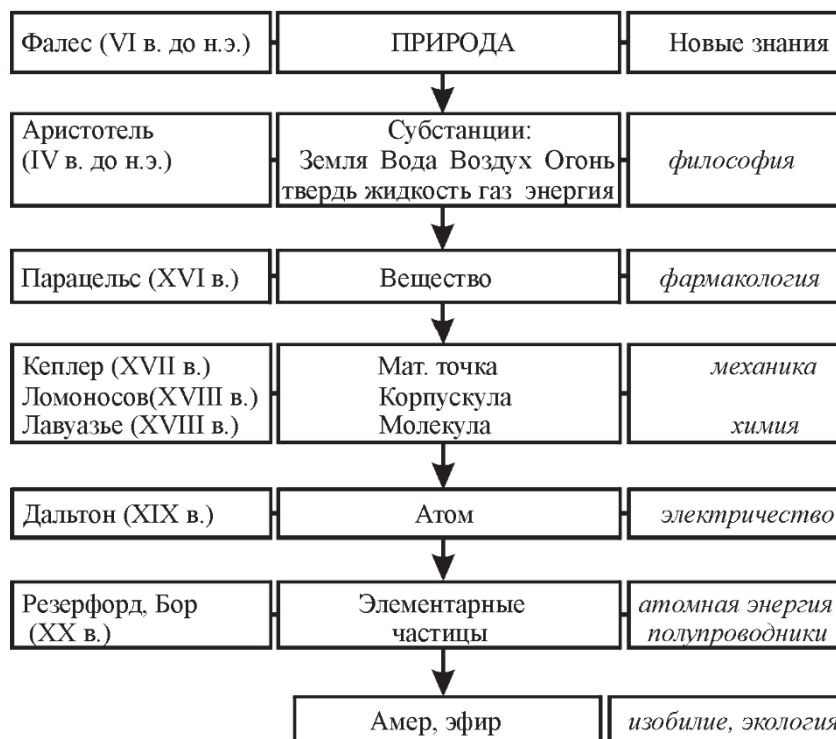 Фалес (VI в. до н.э.) ПРИРОДА Новые знания
Аристотель
(IV в. до н.э.)
Субстанции:
Земля Вода Воздух Огонь
твердь жидкость газ энергия
философия
Парацельс (XVI в.) Вещество фармакология
Кеплер (XVII в.) Мат. точка механика
Ломоносов(XVIII в.) Корпускула
Лавуазье (XVIII в.) Молекула химия
Дальтон (XIX в.) Атом электричество
Резерфорд, Бор
(XX в.)
Элементарные
частицы
атомная энергия
полупроводники
Амер, эфир изобилие, экология